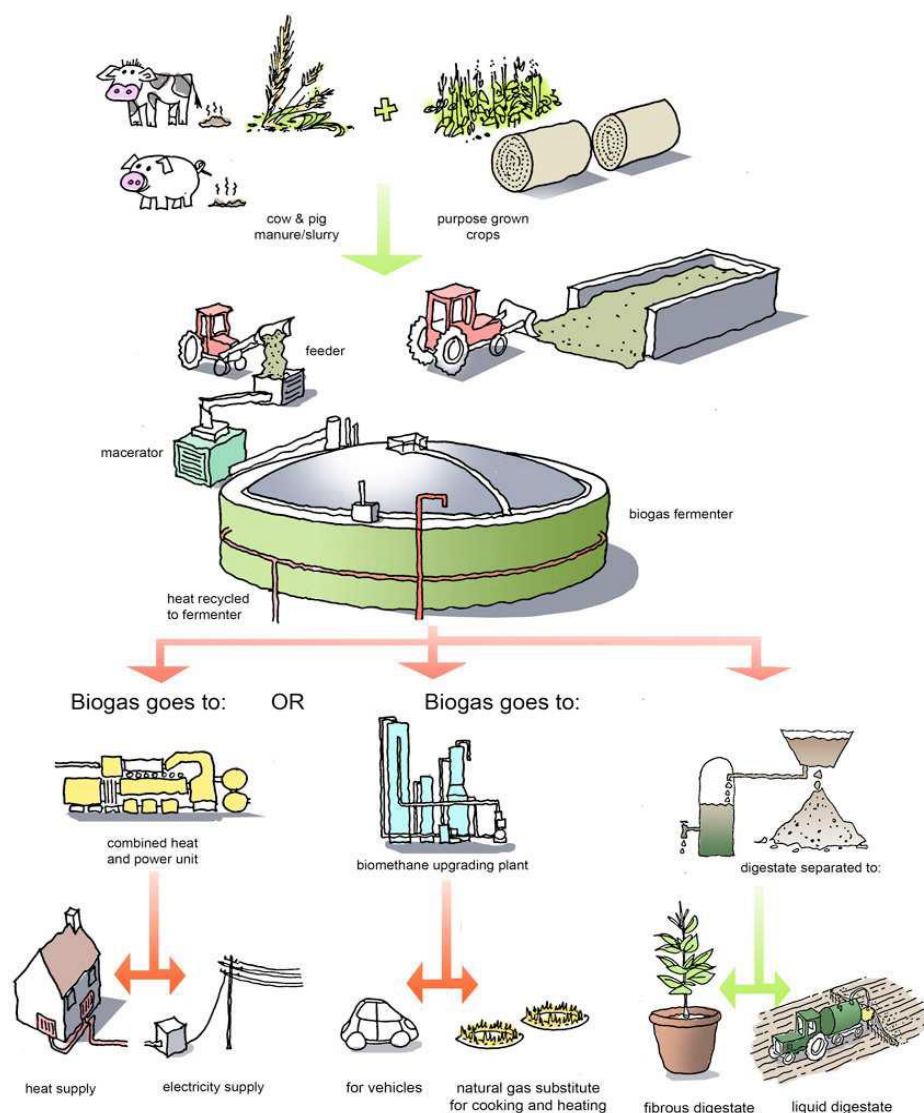 cow & pig
manure/slurry
purpose grown
crops
feeder
macerator
biogas fermenter
heat recycled
to fermenter
Biogas goes to:
OR
Biogas goes to:
combined heat
and power unit
biomethane upgrading plant
digestate separated to:
heat supply
electricity supply
for vehicles
natural gas substitute
for cooking and heating
fibrous digestate
liquid digestate